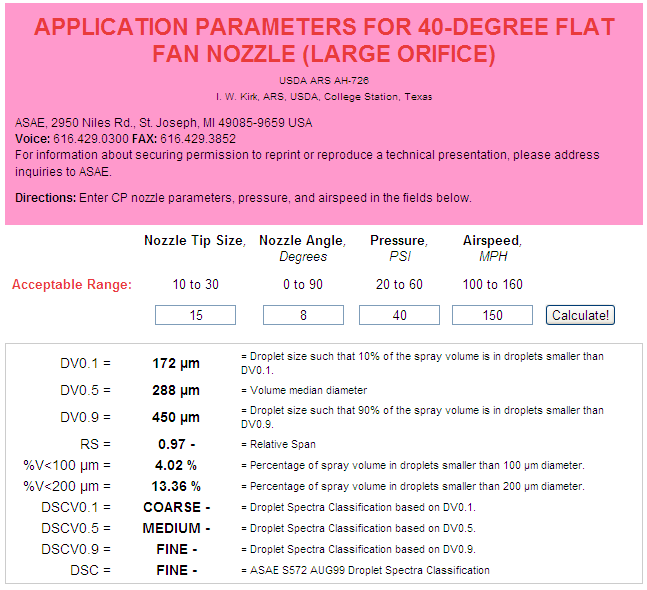 APPLICATION PARAMETERS FOR 40-DEGREE FLAT
FAN NOZZLE (LARGE ORIFICE)
USDA ARS AH-726
I. W. Kirk, ARS, USDA, College Station, Texas
ASAE, 2950 Niles Rd., St. Joseph, MI 49085-9659 USA
Voice: 616.429.0300 FAX: 616.429.3852
For information about securing permission to reprint or reproduce a technical presentation, please address
inquiries to ASAE.
Directions: Enter CP nozzle parameters, pressure, and airspeed in the fields below.
Nozzle Tip Size, Nozzle Angle, Pressure, Airspeed,
Degrees PSI MPH
Acceptable Range: 10 to 30 0 to 90 20 to 60 100 to 160
15 8 40 150 Calculate!
DV0.1 = 172 µm = Droplet size such that 10% of the spray volume is in droplets smaller than
DV0.1.
DV0.5 = 288 µm = Volume median diameter
DV0.9 = 450 µm = Droplet size such that 90% of the spray volume is in droplets smaller than
DV0.9.
RS = 0.97 - = Relative Span
%V<100 µm = 4.02 % = Percentage of spray volume in droplets smaller than 100 µm diameter.
%V<200 µm = 13.36 % = Percentage of spray volume in droplets smaller than 200 µm diameter.
DSCV0.1 = COARSE - = Droplet Spectra Classification based on DV0.1.
DSCV0.5 = MEDIUM - = Droplet Spectra Classification based on DV0.5.
DSCV0.9 = FINE - = Droplet Spectra Classification based on DV0.9.
DSC = FINE - = ASAE S572 AUG99 Droplet Spectra Classification